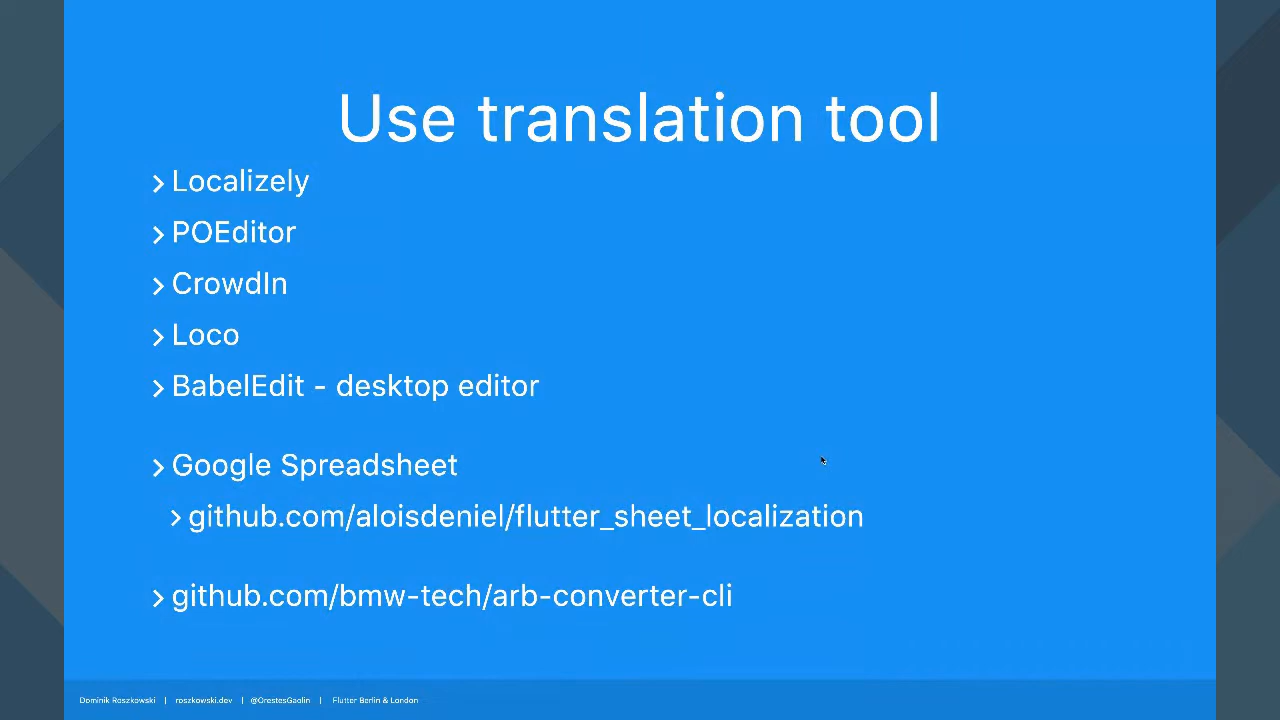 Use translation tool
> Localizely
> POEditor
> CrowdIn
> Loco
> BabelEdit - desktop editor
> Google Spreadsheet
> github.com/aloisdeniel/flutter_sheet_localization
> github.com/bmw-tech/arb-converter-cli
Dominik Roszkowski | roszkowski.dev | @OrestesGaolin | Flutter Berlin & London